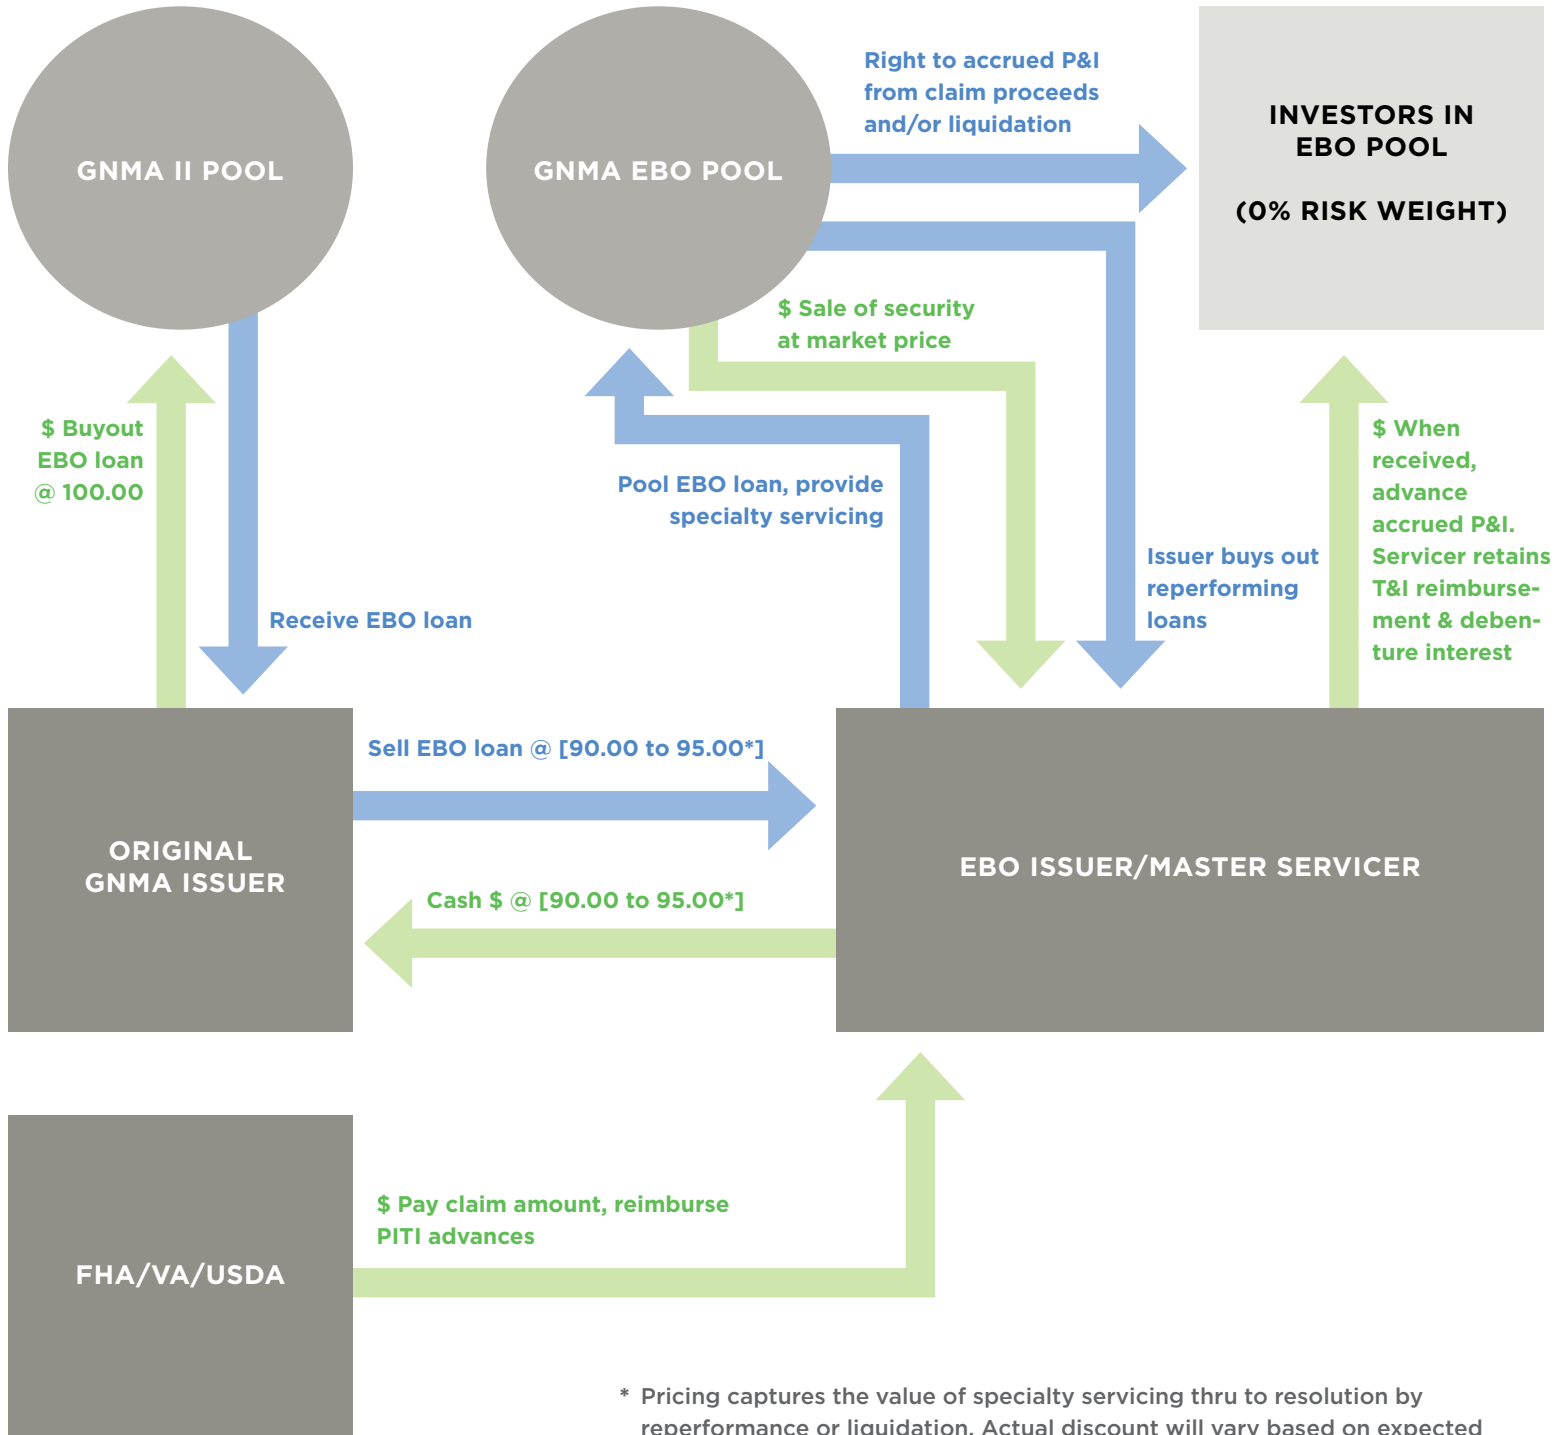 GNMA II POOL
GNMA EBO POOL
Right to accrued P&I
from claim proceeds
and/or liquidation
INVESTORS IN
EBO POOL
(0% RISK WEIGHT)
$ Sale of security
at market price
$ Buyout
EBO loan
@ 100.00
Pool EBO loan, provide
specialty servicing
$ When
received,
advance
accrued P&I.
Servicer retains
T&I reimburse-
ment & deben-
ture interest
Issuer buys out
reperforming
loans
Receive EBO loan
Sell EBO loan @ [90.00 to 95.00*]
ORIGINAL
GNMA ISSUER
EBO ISSUER/MASTER SERVICER
Cash $ @ [90.00 to 95.00*]
$ Pay claim amount, reimburse
PITI advances
FHA/VA/USDA
* Pricing captures the value of specialty servicing thru to resolution by
reperformance or liquidation. Actual discount will vary based on expected